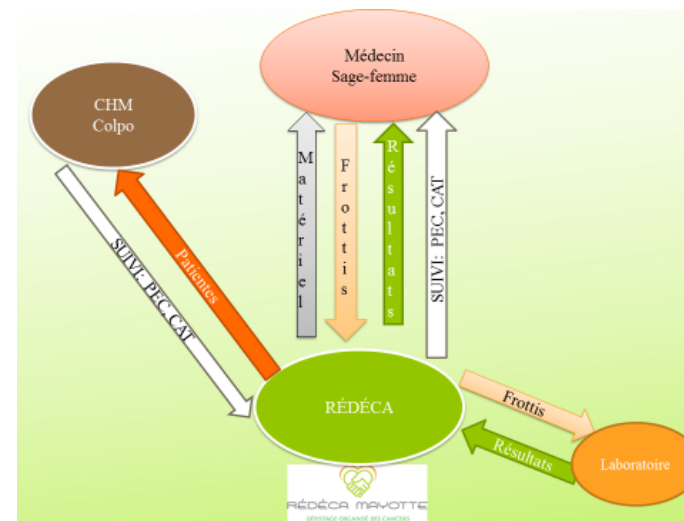 Médecin
Sage-femme
CHM
Colpo
Matériel
Frottis
Résultats
SUIVI: PEC, CAT
SUIVI: PEC, CAT
Patientes
RÉDÉCA
Frottis
Résultats
Laboratoire
RÉDÉCA MAYOTTE
DÉPISTAGE ORGANISÉ DES CANCERS